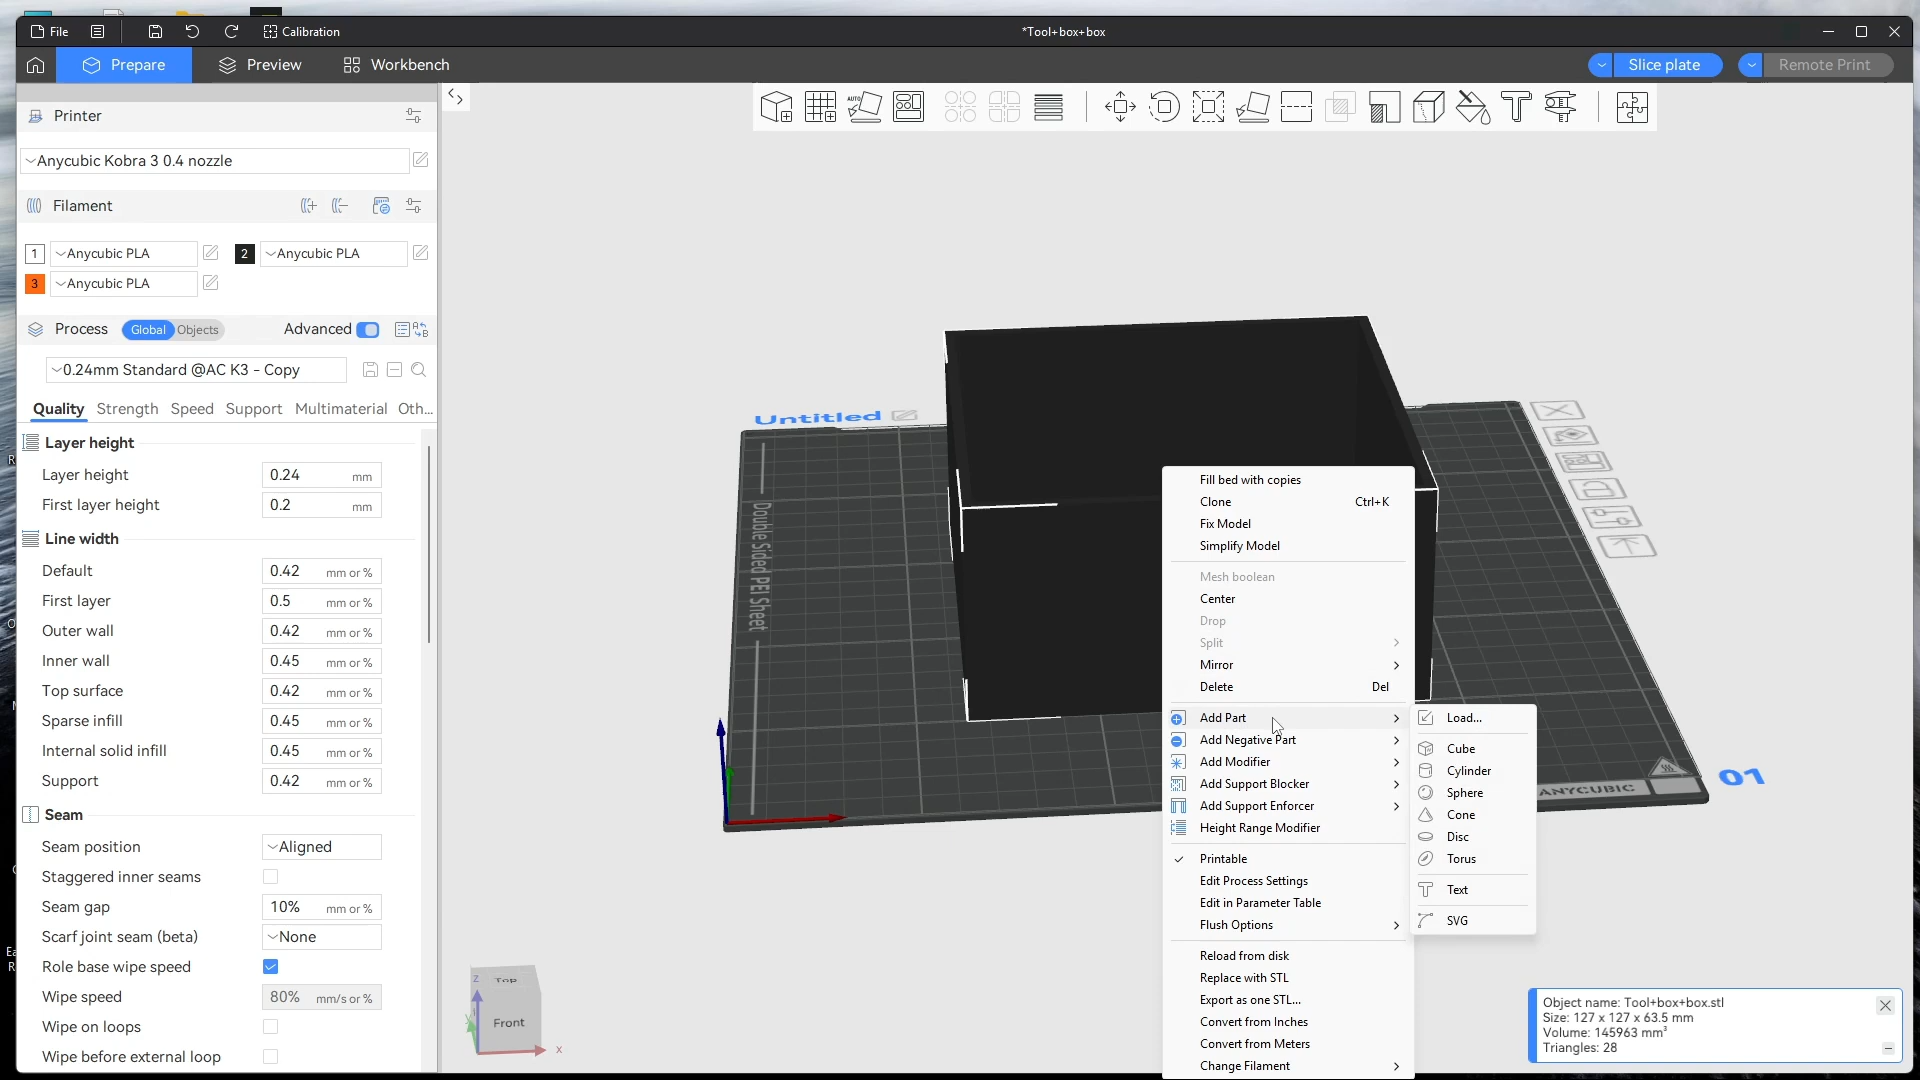 File
Calibration
*Tool+box+box
Prepare
Preview
Workbench
Slice plate
Remote Print
Printer
Anycubic Kobra 3 0.4 nozzle
Filament
1 Anycubic PLA
2 Anycubic PLA
3 Anycubic PLA
Process Global Objects Advanced
0.24mm Standard @AC K3 - Copy
Quality Strength Speed Support Multimaterial Oth...
Layer height
Layer height 0.24 mm
First layer height 0.2 mm
Line width
Default 0.42 mm or %
First layer 0.5 mm or %
Outer wall 0.42 mm or %
Inner wall 0.45 mm or %
Top surface 0.42 mm or %
Sparse infill 0.45 mm or %
Internal solid infill 0.45 mm or %
Support 0.42 mm or %
Seam
Seam position Aligned
Staggered inner seams
Seam gap 10% mm or %
Scarf joint seam (beta) None
Role base wipe speed
Wipe speed 80% mm/s or %
Wipe on loops
Wipe before external loop
AUTO
Untitled
Double Sided PEI Sheet
ANYCUBIC
01
Fill bed with copies
Clone Ctrl+K
Fix Model
Simplify Model
Mesh boolean
Center
Drop
Split
Mirror
Delete Del
Add Part
Add Negative Part
Add Modifier
Add Support Blocker
Add Support Enforcer
Height Range Modifier
Printable
Edit Process Settings
Edit in Parameter Table
Flush Options
Reload from disk
Replace with STL
Export as one STL...
Convert from Inches
Convert from Meters
Change Filament
Load...
Cube
Cylinder
Sphere
Cone
Disc
Torus
Text
SVG
Top
Front
z
x
Object name: Tool+box+box.stl
Size: 127 x 127 x 63.5 mm
Volume: 145963 mm³
Triangles: 28